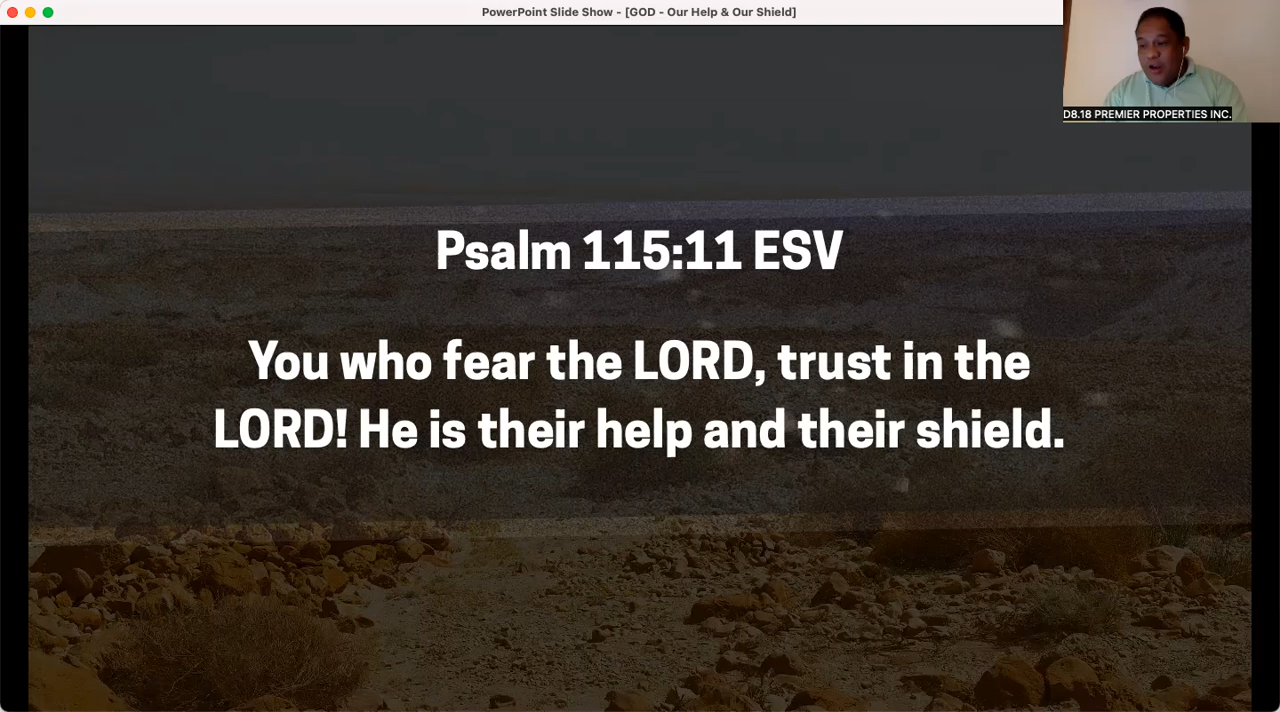 PowerPoint Slide Show - [GOD - Our Help & Our Shield]
D8.18 PREMIER PROPERTIES INC.
Psalm 115:11 ESV
You who fear the LORD, trust in the
LORD! He is their help and their shield.